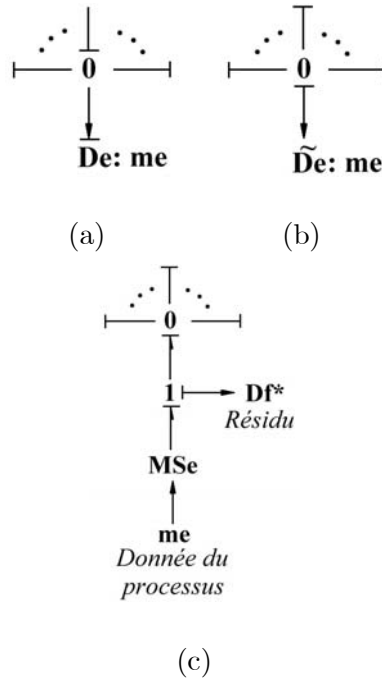 0
0
De: me
D̃e: me
(a)
(b)
0
1
Df*
Résidu
MSe
me
Donnée du
processus
(c)